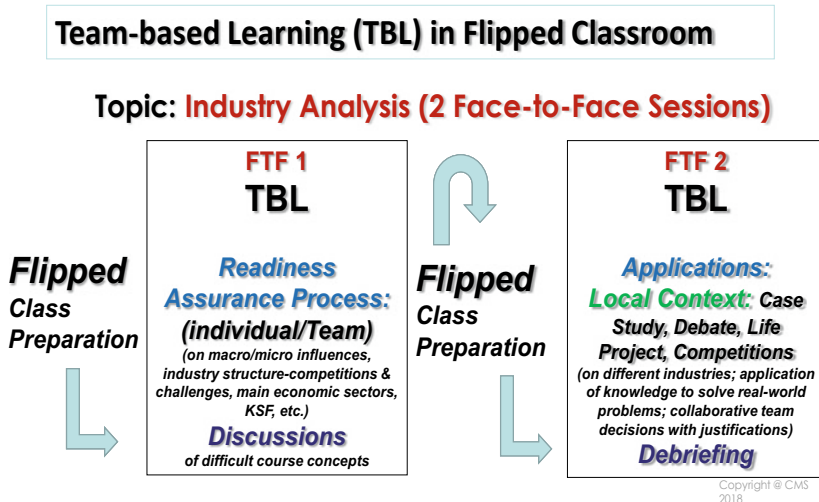 Team-based Learning (TBL) in Flipped Classroom
Topic: Industry Analysis (2 Face-to-Face Sessions)
Flipped
Class
Preparation
FTF 1
TBL
Readiness
Assurance Process:
(individual/Team)
(on macro/micro influences,
industry structure-competitions &
challenges, main economic sectors,
KSF, etc.)
Discussions
of difficult course concepts
Flipped
Class
Preparation
FTF 2
TBL
Applications:
Local Context: Case
Study, Debate, Life
Project, Competitions
(on different industries; application
of knowledge to solve real-world
problems; collaborative team
decisions with justifications)
Debriefing
Copyright @ CMS
2018